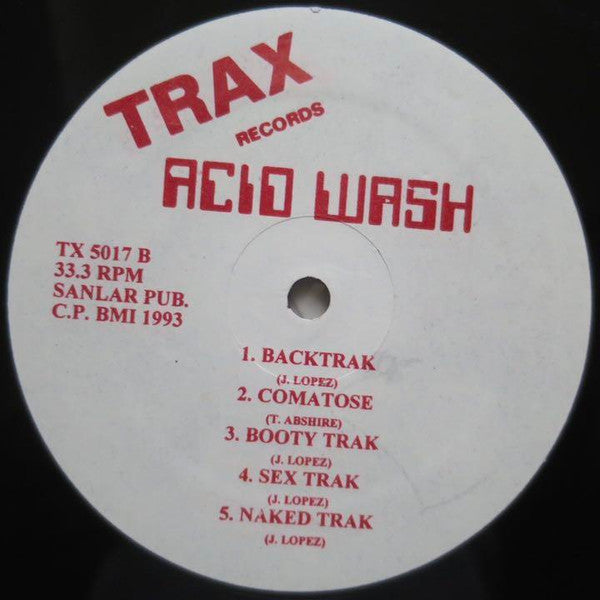 TRAX
RECORDS
ACID WASH
TX 5017 B
33.3 RPM
SANLAR PUB.
C.P. BMI 1993
1. BACKTRAK
(J. LOPEZ)
2. COMATOSE
(T. ABSHIRE)
3. BOOTY TRAK
(J. LOPEZ)
4. SEX TRAK
(J. LOPEZ)
5. NAKED TRAK
(J. LOPEZ)